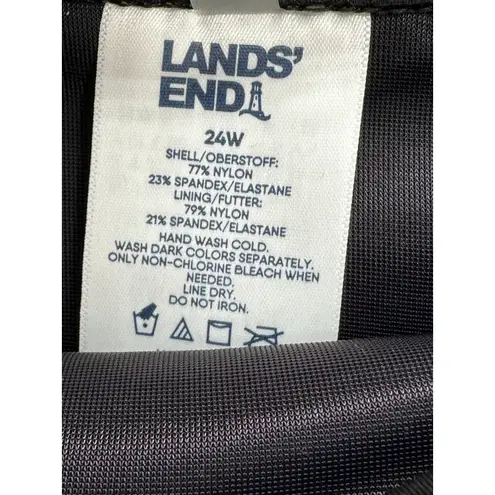 LANDS'
END
24W
SHELL/OBERSTOFF:
77% NYLON
23% SPANDEX/ELASTANE
LINING/FUTTER:
79% NYLON
21% SPANDEX/ELASTANE
HAND WASH COLD.
WASH DARK COLORS SEPARATELY.
ONLY NON-CHLORINE BLEACH WHEN
NEEDED.
LINE DRY.
DO NOT IRON.